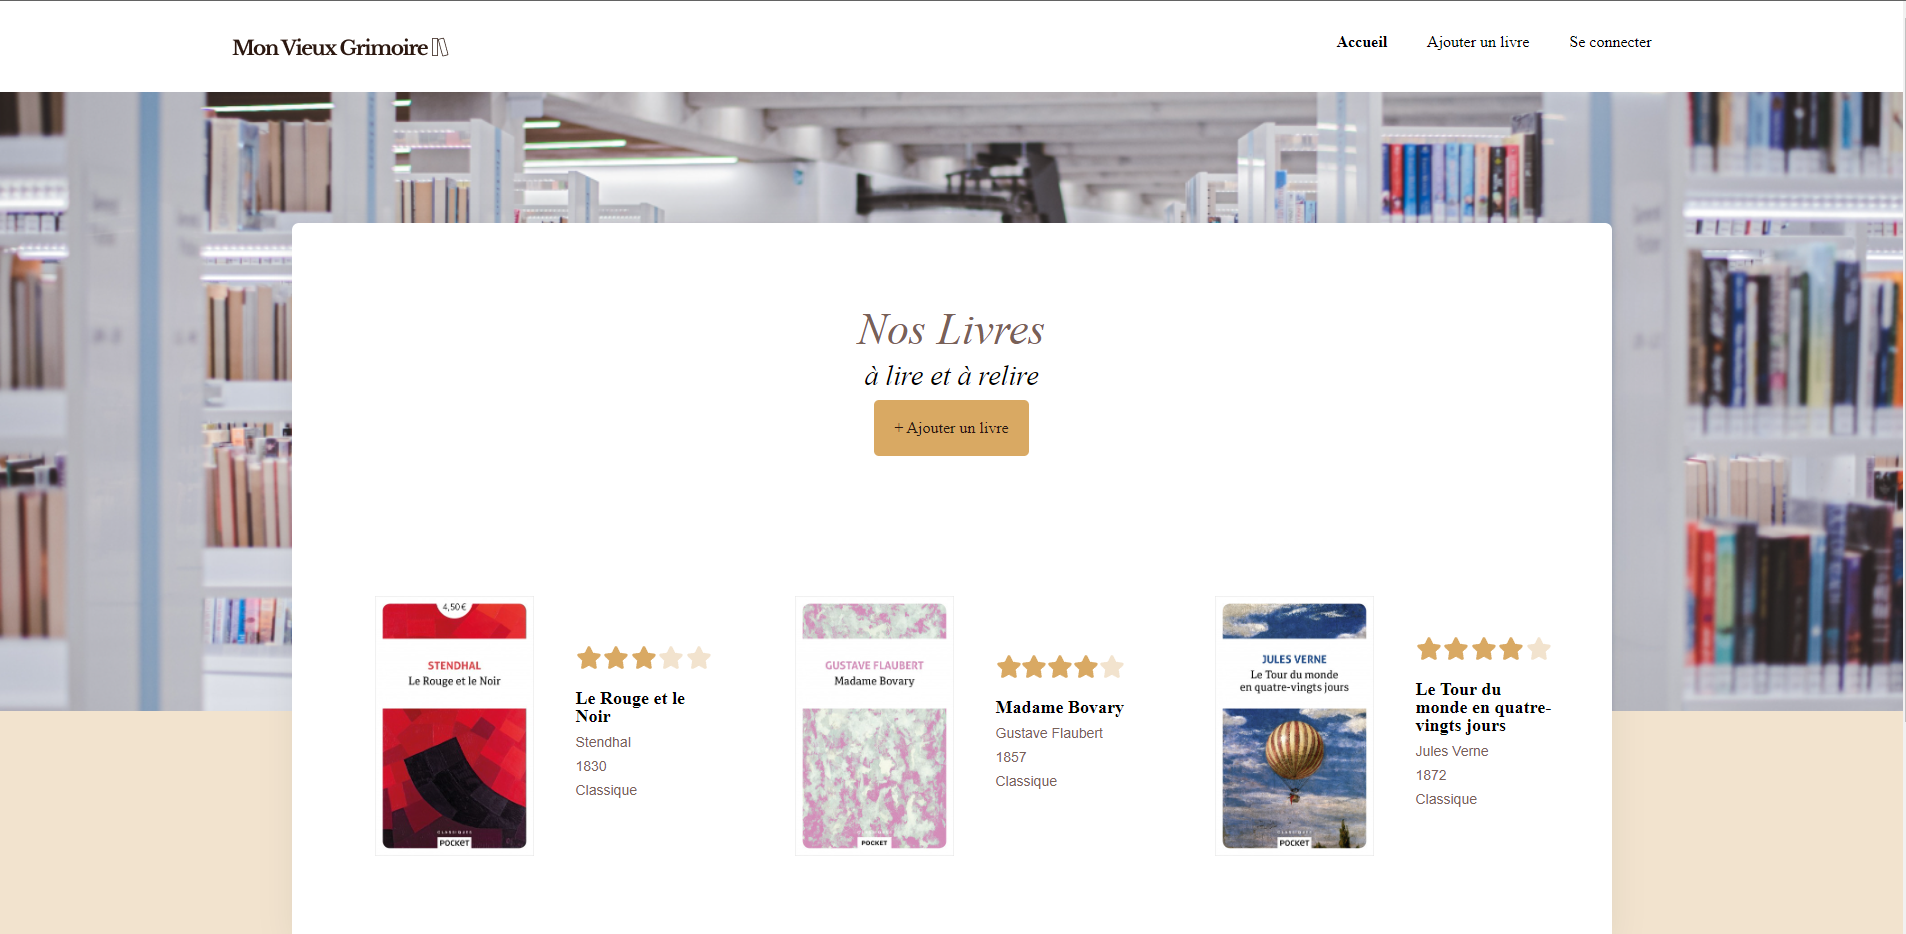 Mon Vieux Grimoire
Accueil
Ajouter un livre
Se connecter
Nos Livres
à lire et à relire
+ Ajouter un livre
4,50€
STENDHAL
Le Rouge et le Noir
CLASSIQUES
POCKET
Le Rouge et le
Noir
Stendhal
1830
Classique
GUSTAVE FLAUBERT
Madame Bovary
CLASSIQUES
POCKET
Madame Bovary
Gustave Flaubert
1857
Classique
JULES VERNE
Le Tour du monde
en quatre-vingts jours
CLASSIQUES
POCKET
Le Tour du
monde en quatre-
vingts jours
Jules Verne
1872
Classique